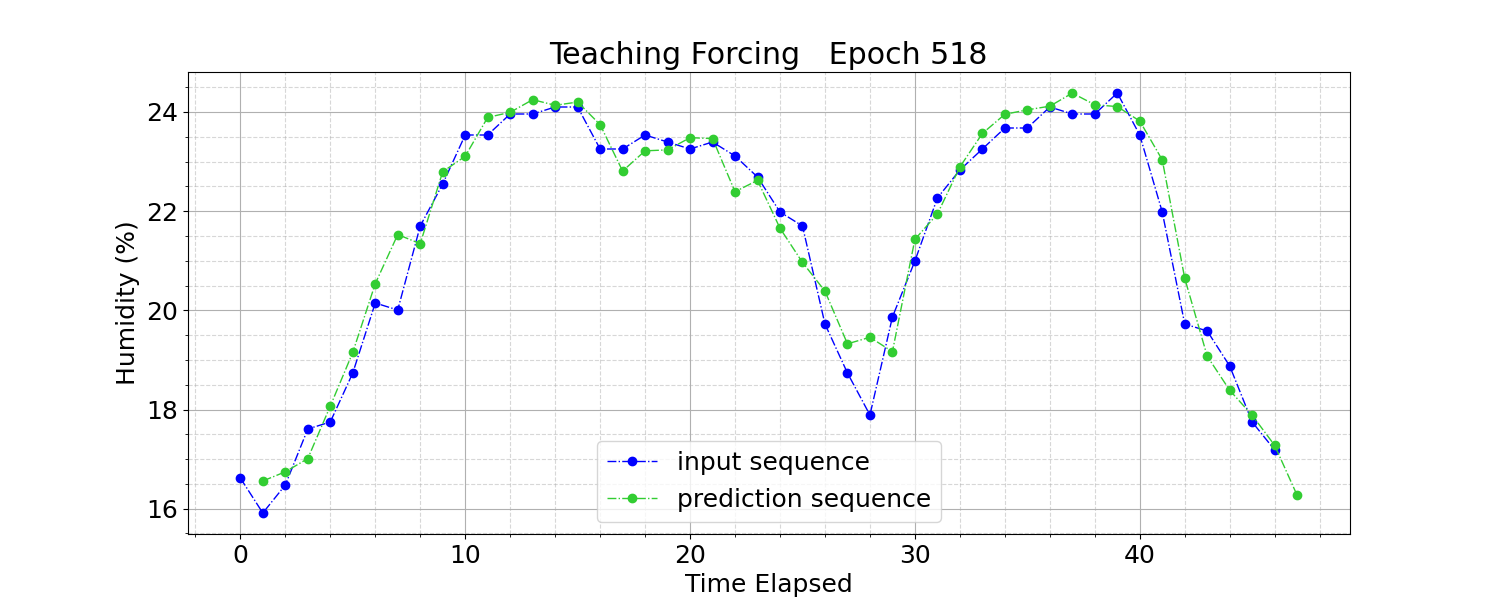 Teaching Forcing   Epoch 518
Humidity (%)
24
22
20
18
16
input sequence
prediction sequence
0 10 20 30 40
Time Elapsed